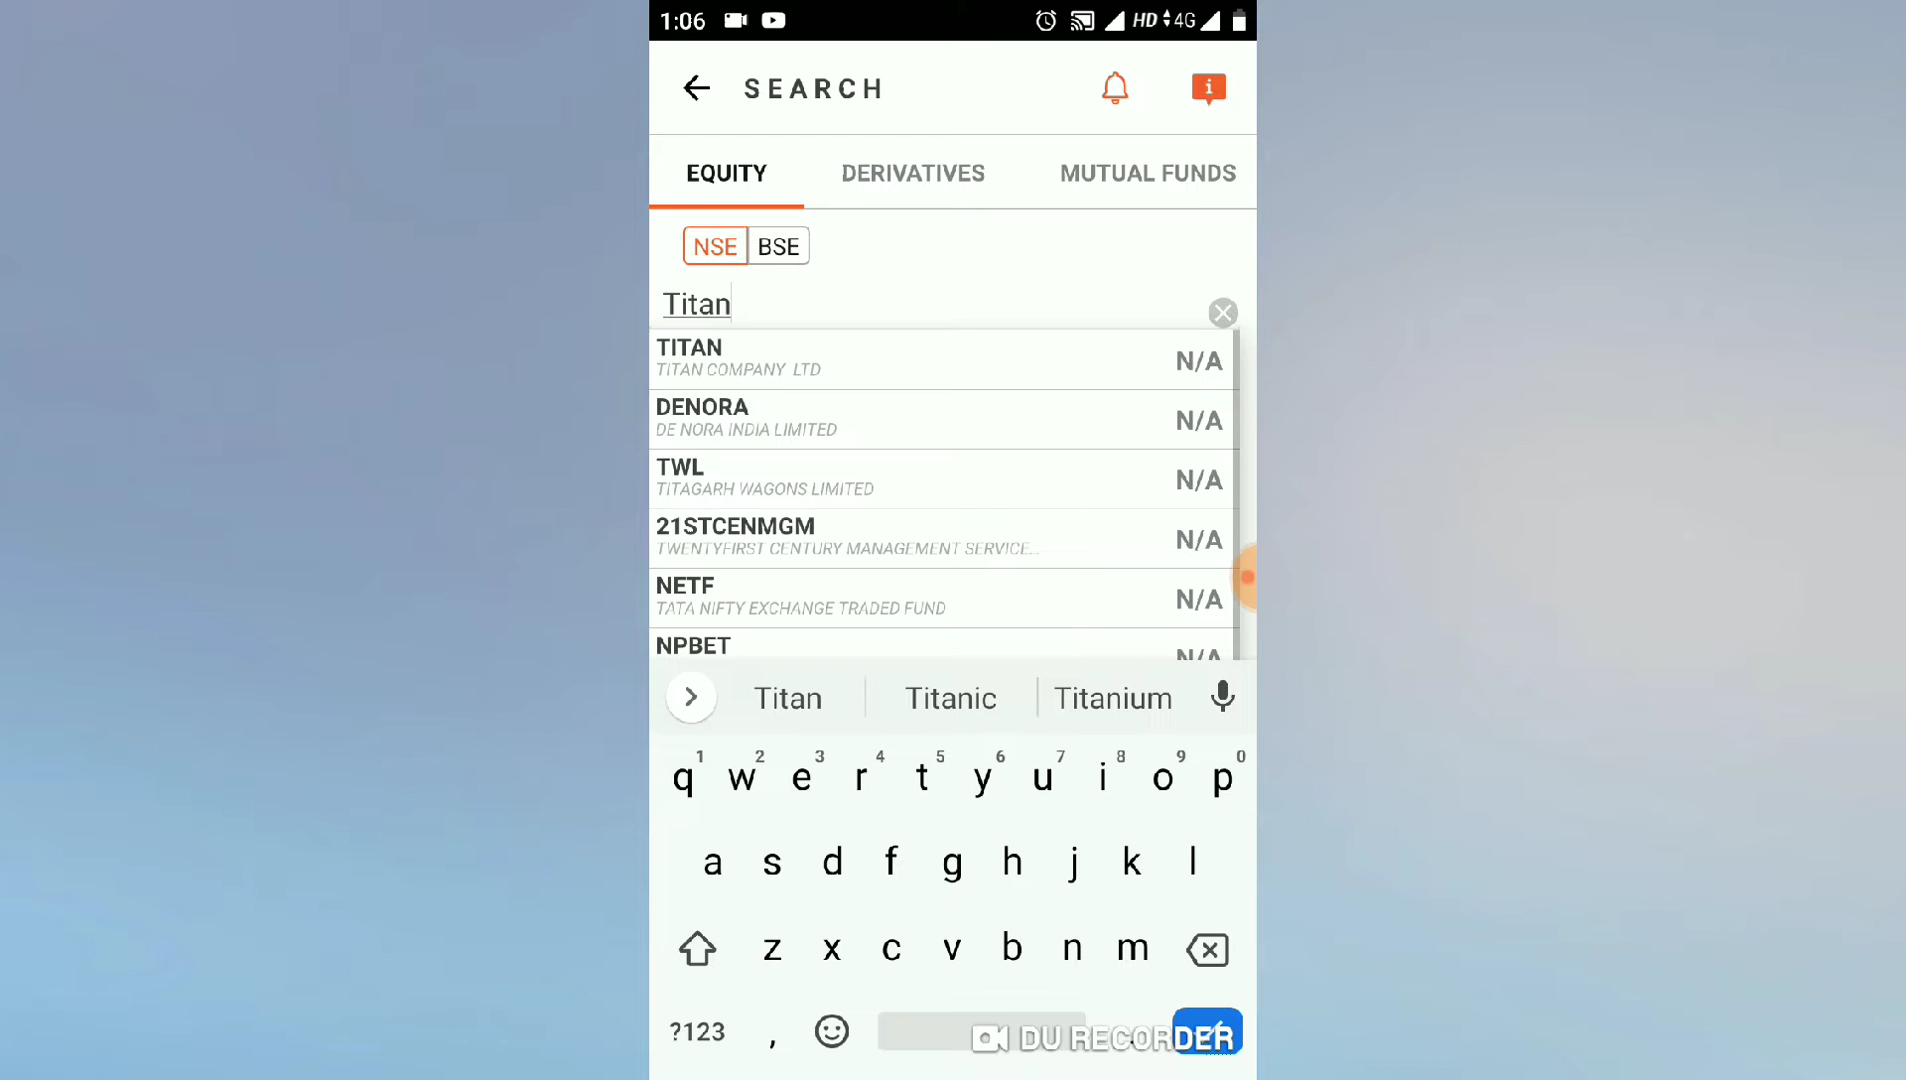 1:06 HD 4G
SEARCH
EQUITY DERIVATIVES MUTUAL FUNDS
NSE BSE
Titan
TITAN
TITAN COMPANY LTD
N/A
DENORA
DE NORA INDIA LIMITED
N/A
TWL
TITAGARH WAGONS LIMITED
N/A
21STCENMGM
TWENTYFIRST CENTURY MANAGEMENT SERVICE...
N/A
NETF
TATA NIFTY EXCHANGE TRADED FUND
N/A
NPBET
N/A
Titan Titanic Titanium
1 2 3 4 5 6 7 8 9 0
q w e r t y u i o p
a s d f g h j k l
z x c v b n m
?123 , .
DU RECORDER